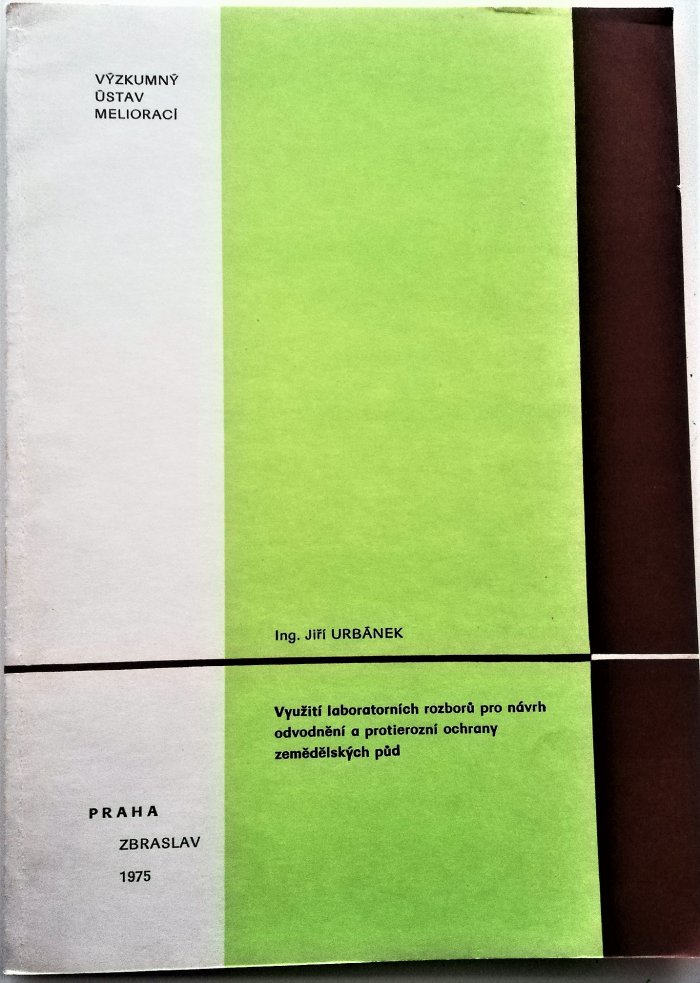 VÝZKUMNÝ
ÚSTAV
MELIORACÍ
Ing. Jiří URBÁNEK
Využití laboratorních rozborů pro návrh
odvodnění a protierozní ochrany
zemědělských půd
PRAHA
ZBRASLAV
1975